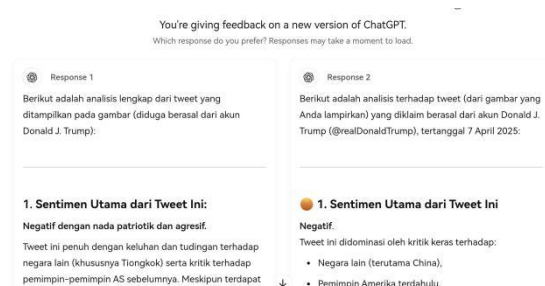 You're giving feedback on a new version of ChatGPT.
Which response do you prefer? Responses may take a moment to load.
Response 1
Berikut adalah analisis lengkap dari tweet yang
ditampilkan pada gambar (diduga berasal dari akun
Donald J. Trump):
1. Sentimen Utama dari Tweet Ini:
Negatif dengan nada patriotik dan agresif.
Tweet ini penuh dengan keluhan dan tudingan terhadap
negara lain (khususnya Tiongkok) serta kritik terhadap
pemimpin-pemimpin AS sebelumnya. Meskipun terdapat
Response 2
Berikut adalah analisis terhadap tweet (dari gambar yang
Anda lampirkan) yang diklaim berasal dari akun Donald J.
Trump (@realDonaldTrump), tertanggal 7 April 2025:
1. Sentimen Utama dari Tweet Ini
Negatif.
Tweet ini didominasi oleh kritik keras terhadap:
• Negara lain (terutama China),
• Pemimpin Amerika terdahulu,